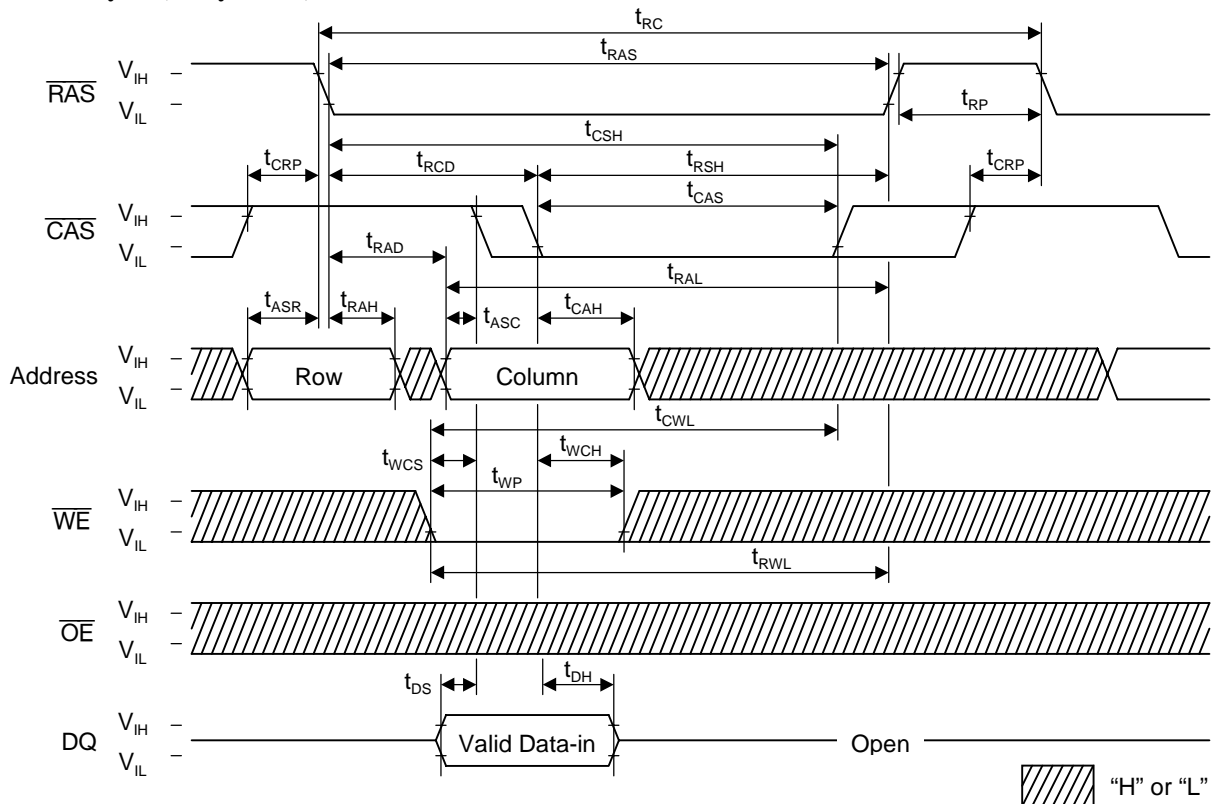 tRC
tRAS
VIH
RAS
VIL
tRP
tCSH
tCRP
tRCD
tRSH
tCRP
tCAS
VIH
CAS
VIL
tRAD
tRAL
tASR
tRAH
tASC
tCAH
VIH
Address
Row
Column
VIL
tCWL
tWCS
tWCH
tWP
VIH
WE
VIL
tRWL
VIH
OE
VIL
tDS
tDH
VIH
DQ
Valid Data-in
Open
VIL
“H” or “L”